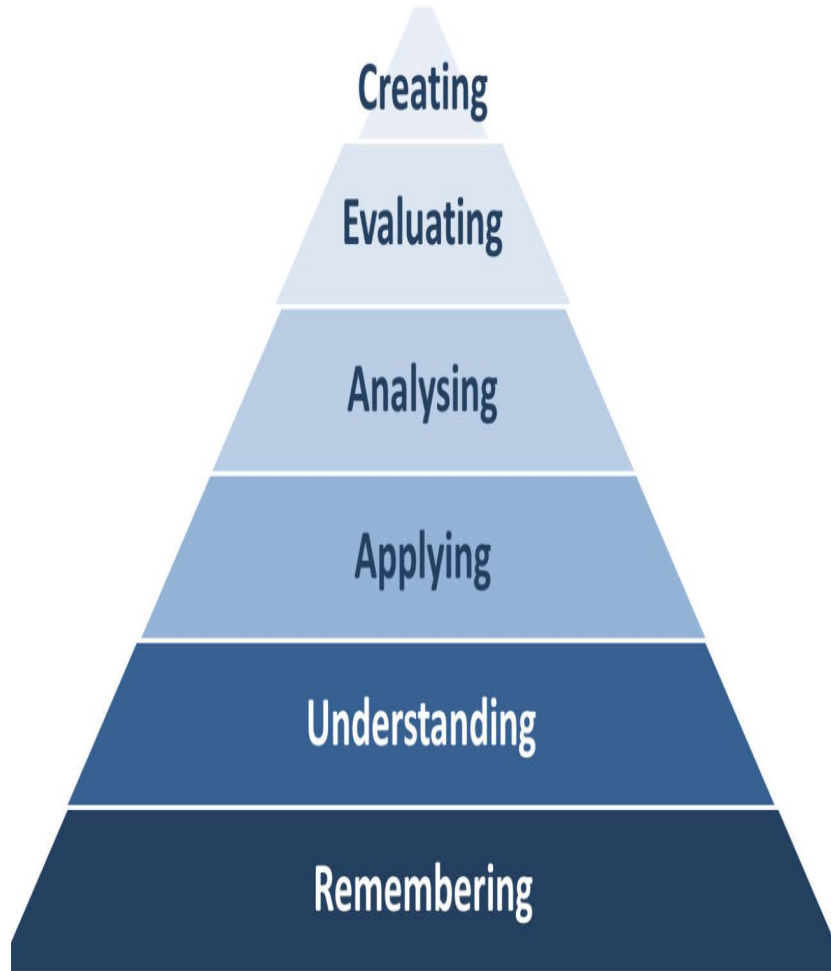 Creating
Evaluating
Analysing
Applying
Understanding
Remembering